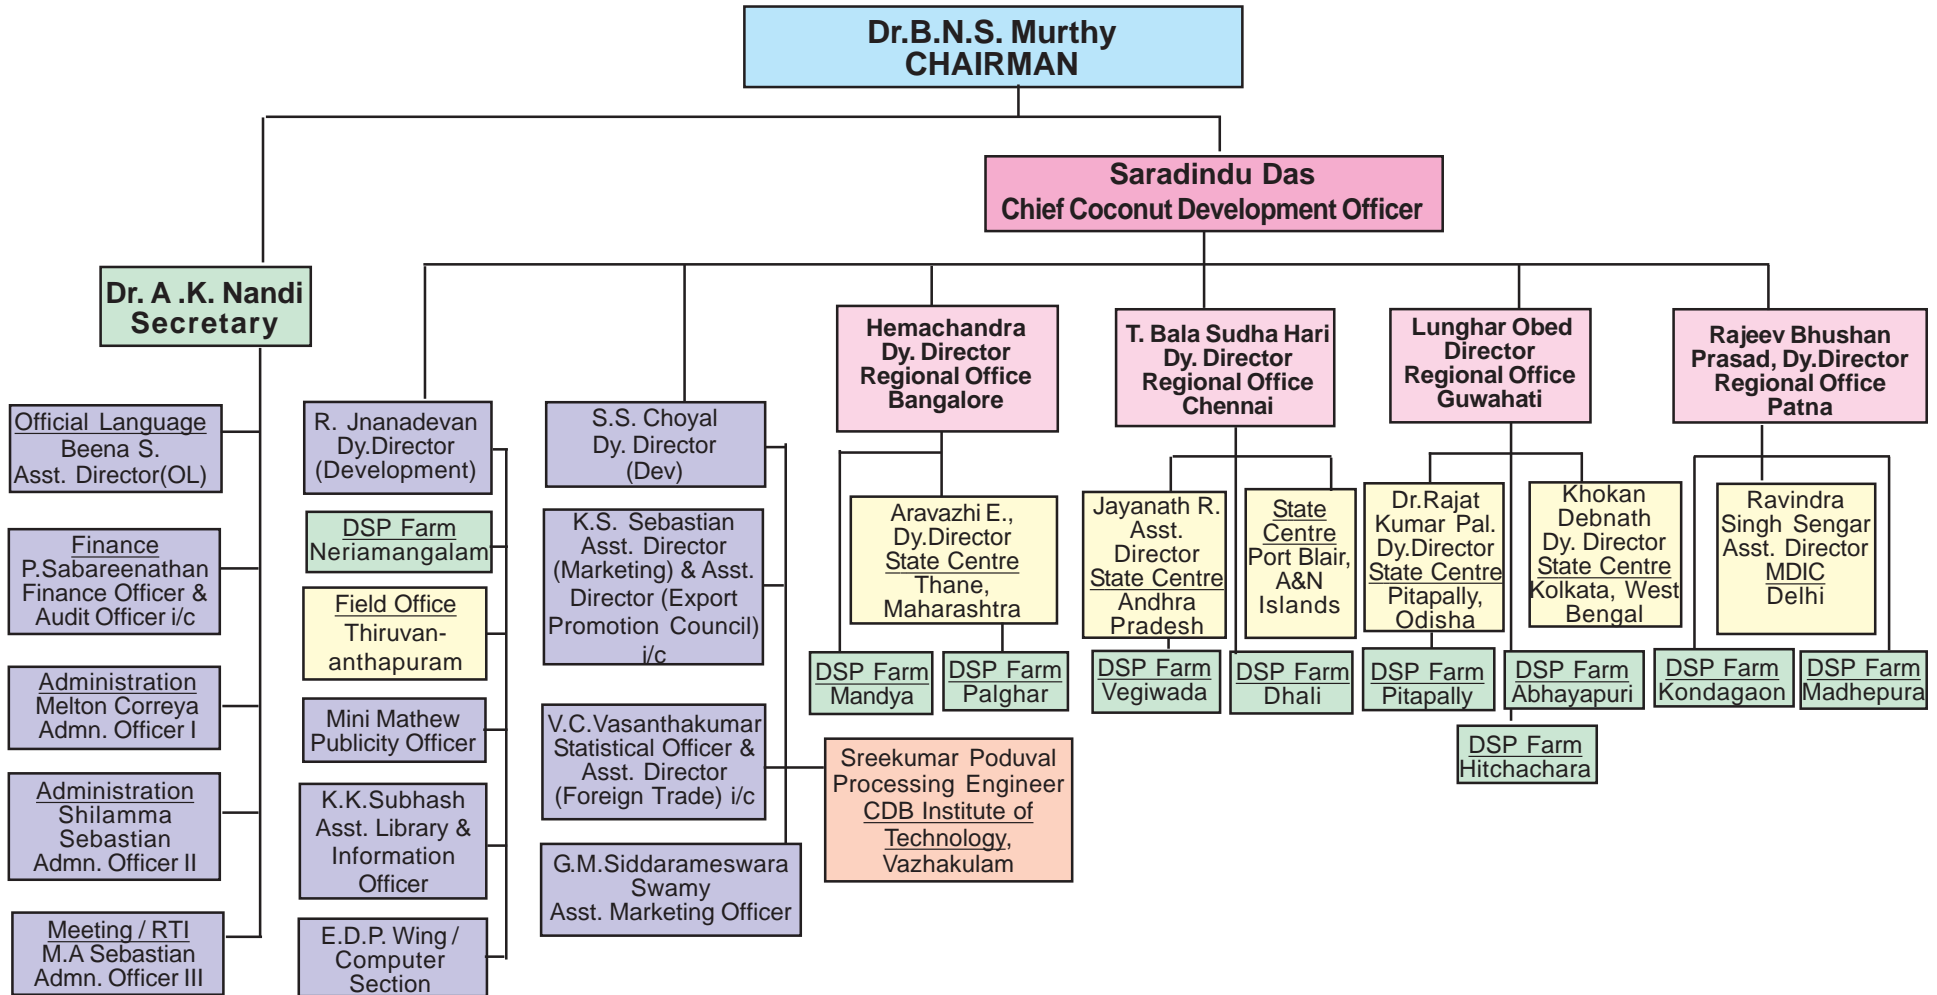 Dr.B.N.S. Murthy
CHAIRMAN
Saradindu Das
Chief Coconut Development Officer
Dr. A .K. Nandi
Secretary
Official Language
Beena S.
Asst. Director(OL)
Finance
P.Sabareenathan
Finance Officer &
Audit Officer i/c
Administration
Melton Correya
Admn. Officer I
Administration
Shilamma
Sebastian
Admn. Officer II
Meeting / RTI
M.A Sebastian
Admn. Officer III
R. Jnanadevan
Dy.Director
(Development)
DSP Farm
Neriamangalam
Field Office
Thiruvan-
anthapuram
Mini Mathew
Publicity Officer
K.K.Subhash
Asst. Library &
Information
Officer
E.D.P. Wing /
Computer
Section
S.S. Choyal
Dy. Director
(Dev)
K.S. Sebastian
Asst. Director
(Marketing) & Asst.
Director (Export
Promotion Council)
i/c
V.C.Vasanthakumar
Statistical Officer &
Asst. Director
(Foreign Trade) i/c
G.M.Siddarameswara
Swamy
Asst. Marketing Officer
Sreekumar Poduval
Processing Engineer
CDB Institute of
Technology,
Vazhakulam
Hemachandra
Dy. Director
Regional Office
Bangalore
Aravazhi E.,
Dy.Director
State Centre
Thane,
Maharashtra
DSP Farm
Mandya
DSP Farm
Palghar
T. Bala Sudha Hari
Dy. Director
Regional Office
Chennai
Jayanath R.
Asst.
Director
State Centre
Andhra
Pradesh
State
Centre
Port Blair,
A&N
Islands
DSP Farm
Vegiwada
DSP Farm
Dhali
Lunghar Obed
Director
Regional Office
Guwahati
Dr.Rajat
Kumar Pal.
Dy.Director
State Centre
Pitapally,
Odisha
Khokan
Debnath
Dy. Director
State Centre
Kolkata, West
Bengal
DSP Farm
Pitapally
DSP Farm
Abhayapuri
DSP Farm
Hitchachara
Rajeev Bhushan
Prasad, Dy.Director
Regional Office
Patna
Ravindra
Singh Sengar
Asst. Director
MDIC
Delhi
DSP Farm
Kondagaon
DSP Farm
Madhepura